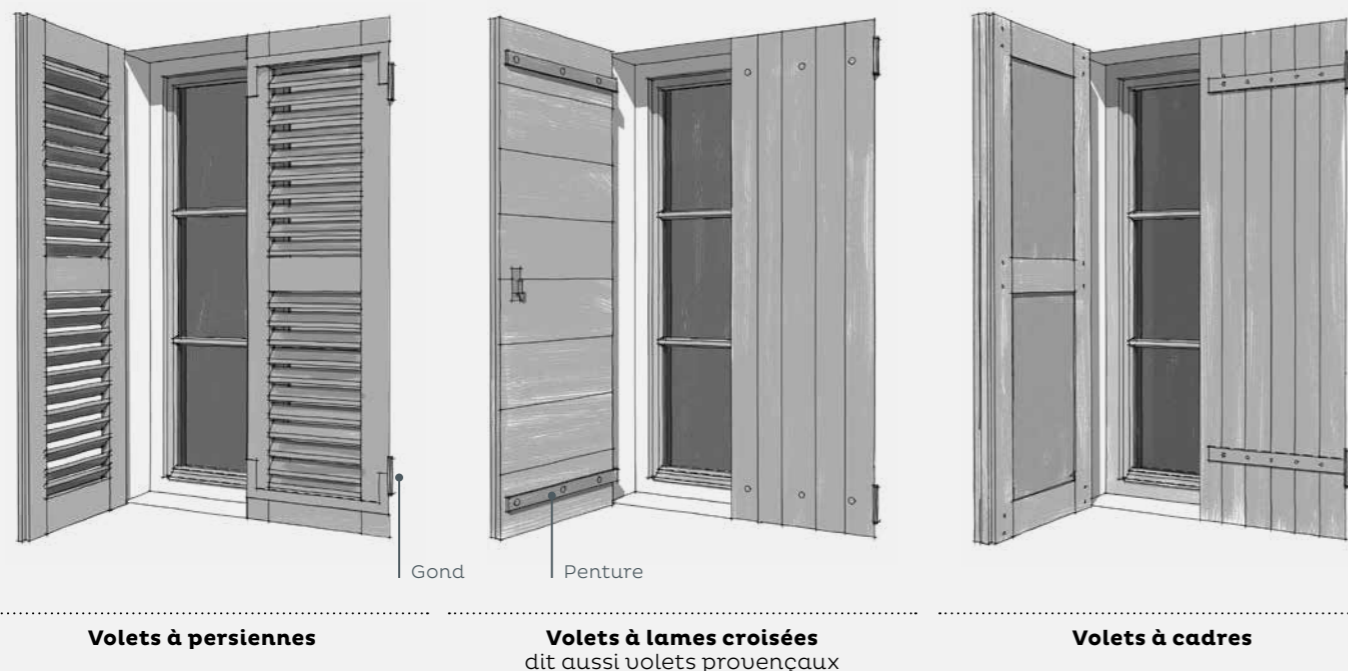 Gond
Penture
Volets à persiennes
Volets à lames croisées
dit aussi volets provençaux
Volets à cadres